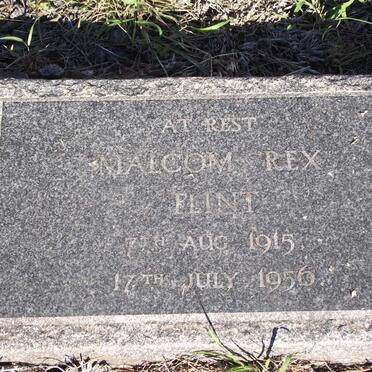 AT REST
MALCOM REX
FLINT
7TH AUG 1915
17TH JULY 1956